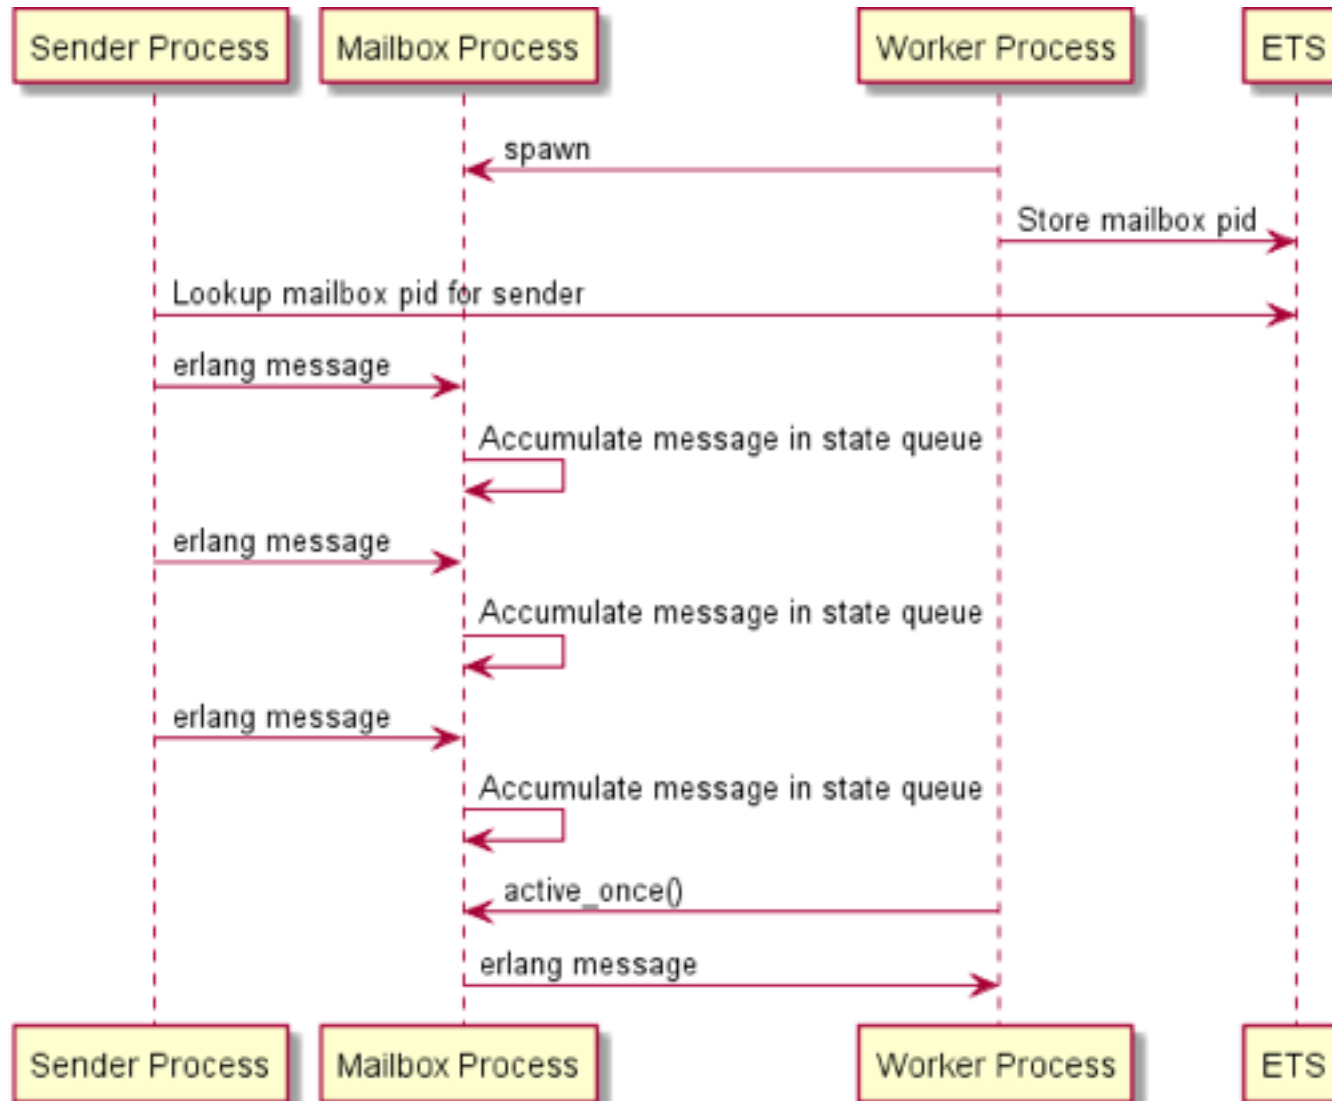 Sender Process
Mailbox Process
Worker Process
ETS
spawn
Store mailbox pid
Lookup mailbox pid for sender
erlang message
Accumulate message in state queue
erlang message
Accumulate message in state queue
erlang message
Accumulate message in state queue
active_once()
erlang message
Sender Process
Mailbox Process
Worker Process
ETS